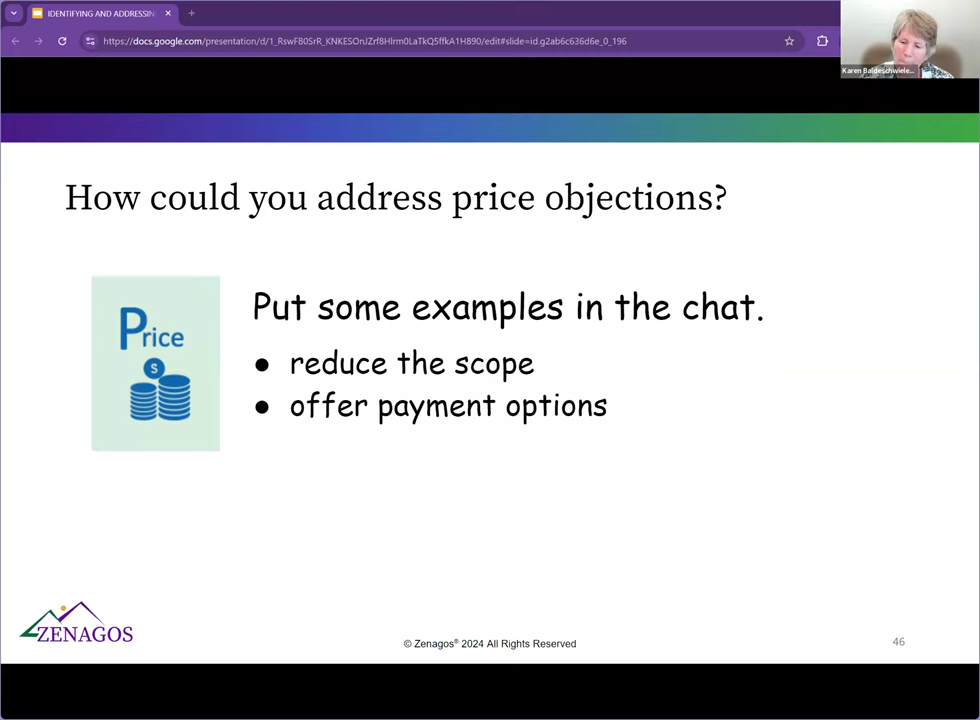 IDENTIFYING AND ADDRESSIN
https://docs.google.com/presentation/d/1_RswFB0SrR_KNKESOnJZrf8Hlrm0LaTkQ5ffkA1H890/edit#slide=id.g2ab6c636d6e_0_196
Karen Baldeschwiele...
How could you address price objections?
Price
$
Put some examples in the chat.
● reduce the scope
● offer payment options
ZENAGOS
© Zenagos® 2024 All Rights Reserved
46